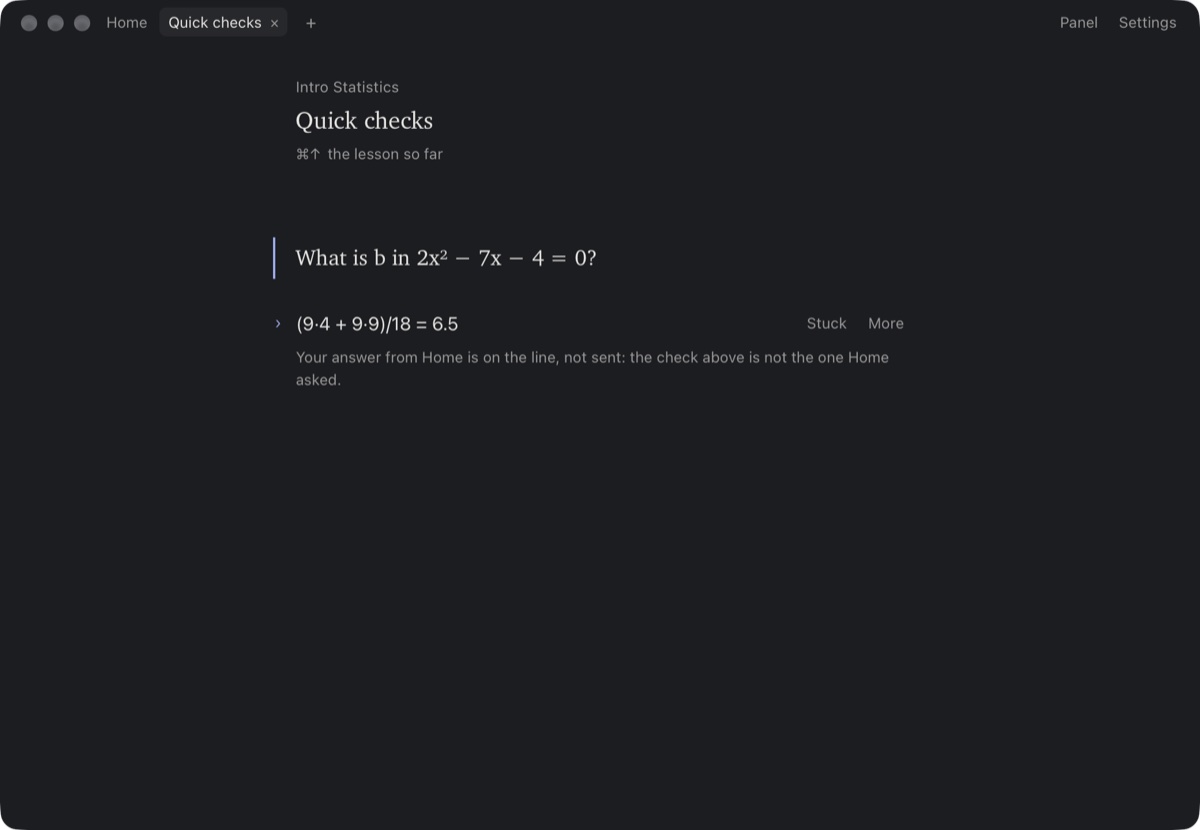 Home
Quick checks ×
+
Panel
Settings
Intro Statistics
Quick checks
⌘↑ the lesson so far
What is b in 2x² − 7x − 4 = 0?
› (9·4 + 9·9)/18 = 6.5
Stuck
More
Your answer from Home is on the line, not sent: the check above is not the one Home
asked.